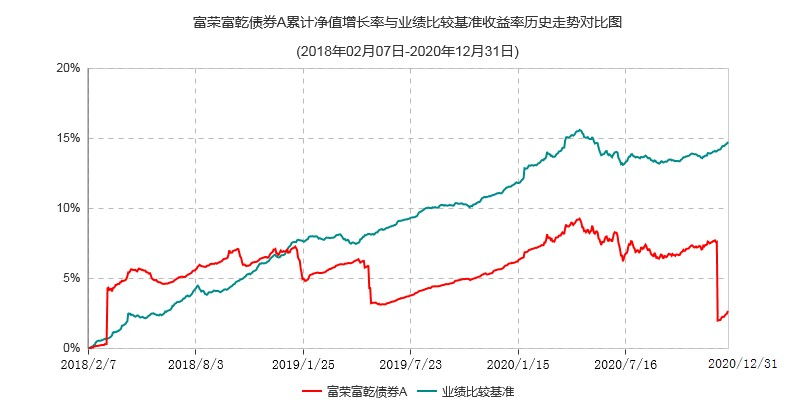 富荣富乾债券A累计净值增长率与业绩比较基准收益率历史走势对比图
(2018年02月07日-2020年12月31日)
20%
15%
10%
5%
0%
2018/2/7 2018/8/3 2019/1/25 2019/7/23 2020/1/15 2020/7/16 2020/12/31
富荣富乾债券A 业绩比较基准